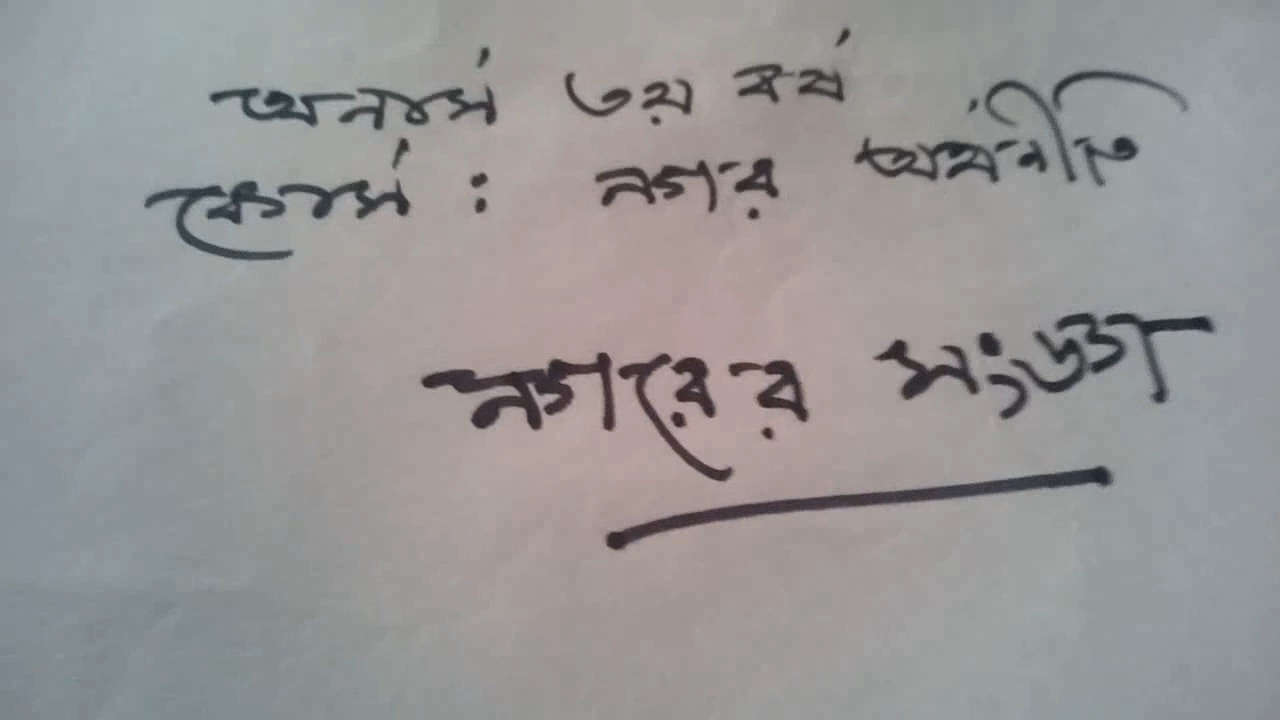 অনার্স ৩য় বর্ষ
কোর্স : নগর অর্থনীতি
নগরের সংজ্ঞা